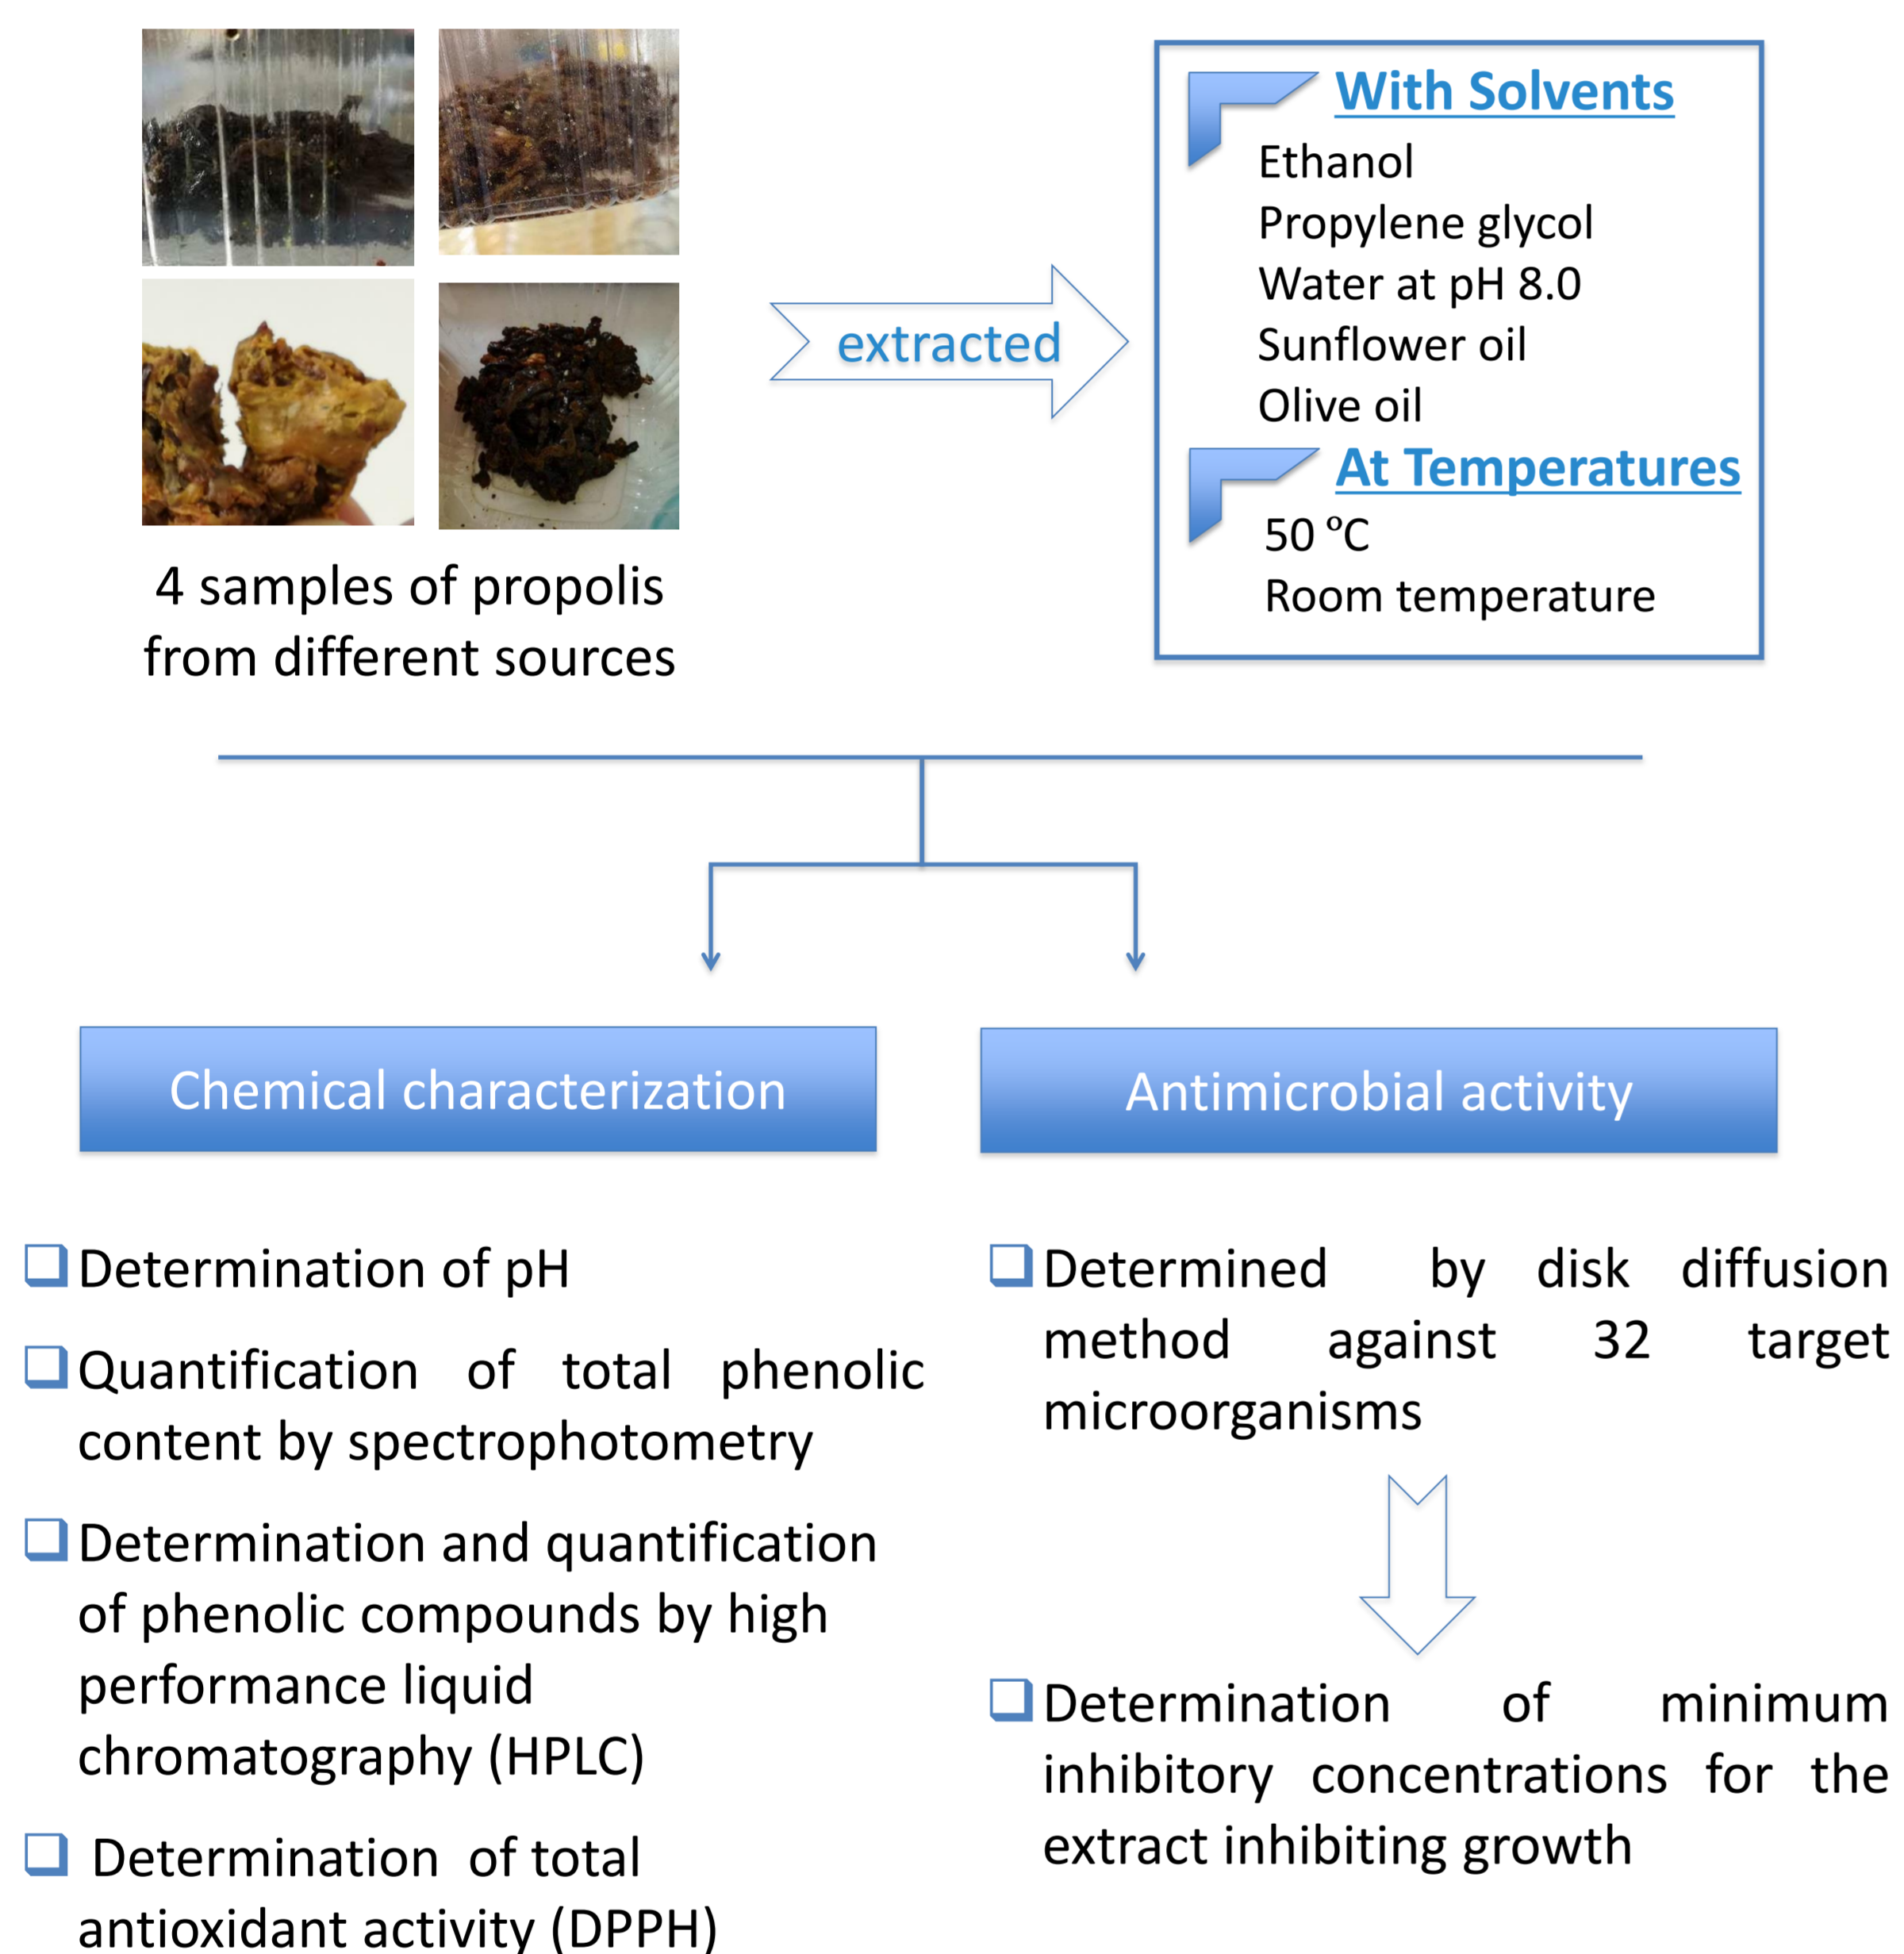 With Solvents
Ethanol
Propylene glycol
Water at pH 8.0
Sunflower oil
Olive oil
At Temperatures
50 °C
Room temperature
extracted
4 samples of propolis
from different sources
Chemical characterization
Antimicrobial activity
Determination of pH
Quantification of total phenolic
content by spectrophotometry
Determination and quantification
of phenolic compounds by high
performance liquid
chromatography (HPLC)
Determination of total
antioxidant activity (DPPH)
Determined by disk diffusion
method against 32 target
microorganisms
Determination of minimum
inhibitory concentrations for the
extract inhibiting growth